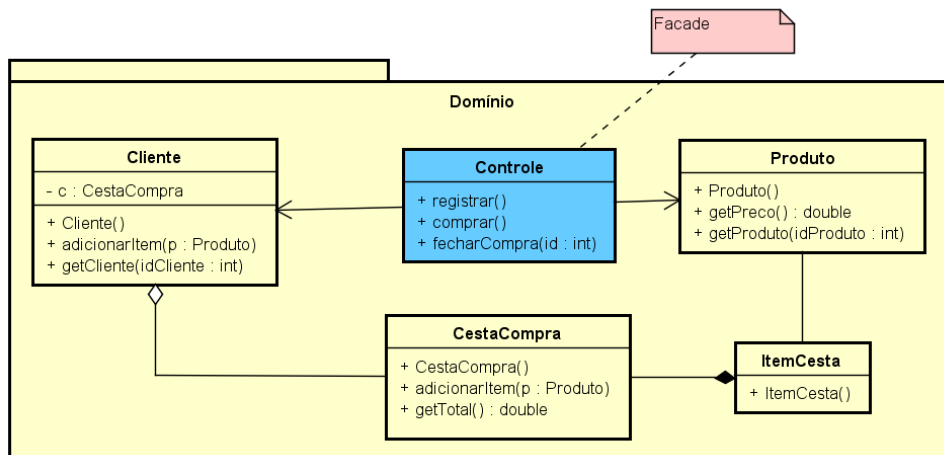 Facade
Domínio
Cliente
- c : CestaCompra
+ Cliente()
+ adicionarItem(p : Produto)
+ getCliente(idCliente : int)
Controle
+ registrar()
+ comprar()
+ fecharCompra(id : int)
Produto
+ Produto()
+ getPreco() : double
+ getProduto(idProduto : int)
CestaCompra
+ CestaCompra()
+ adicionarItem(p : Produto)
+ getTotal() : double
ItemCesta
+ ItemCesta()